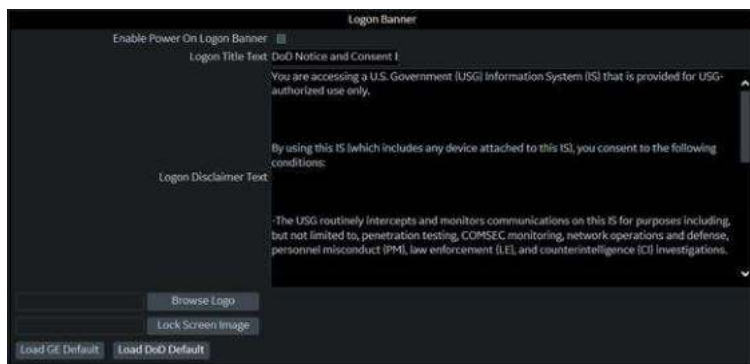 Logon Banner
Enable Power On Logon Banner
Logon Title Text DoD Notice and Consent
You are accessing a U.S. Government (USG) Information System (IS) that is provided for USG-
authorized use only.
By using this IS (which includes any device attached to this IS), you consent to the following
conditions:
Logon Disclaimer Text
-The USG routinely intercepts and monitors communications on this IS for purposes including,
but not limited to, penetration testing, COMSEC monitoring, network operations and defense,
personnel misconduct (PM), law enforcement (LE), and counterintelligence (CI) investigations.
Browse Logo
Lock Screen Image
Load GE Default Load DoD Default